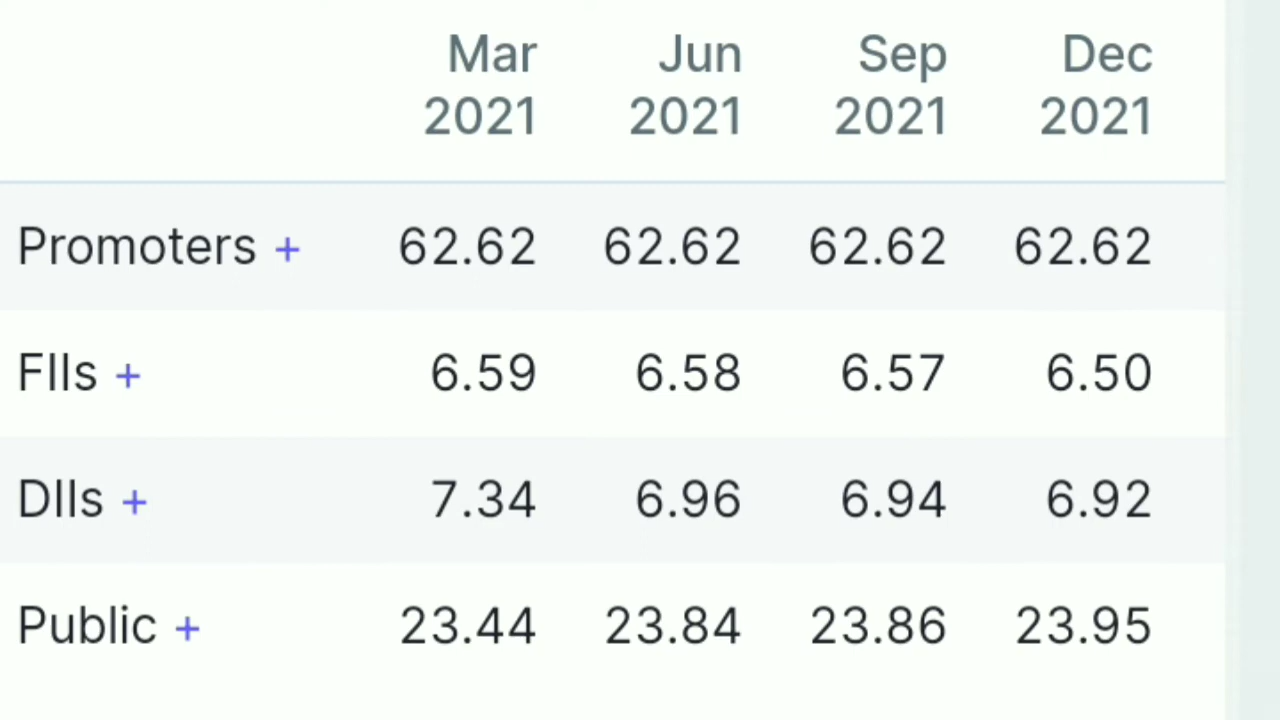 Mar Jun Sep Dec
2021 2021 2021 2021
Promoters + 62.62 62.62 62.62 62.62
FIIs + 6.59 6.58 6.57 6.50
DIIs + 7.34 6.96 6.94 6.92
Public + 23.44 23.84 23.86 23.95